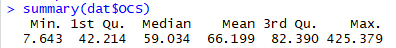 > summary(dat$OCS)
Min. 1st Qu. Median Mean 3rd Qu. Max.
7.643 42.214 59.034 66.199 82.390 425.379